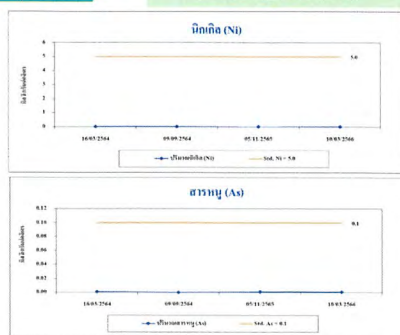 นิกเกิล (Ni)
6
5
4
3
2
1
0
5.0
16/03/2564 09/09/2564 05/11/2565 10/03/2566
ปริมาณนิกเกิล (Ni) Std. Ni = 5.0
สารหนู (As)
0.12
0.10
0.08
0.06
0.04
0.02
0.00
0.1
16/03/2564 09/09/2564 05/11/2565 10/03/2566
ปริมาณสารหนู (As) Std. As = 0.1